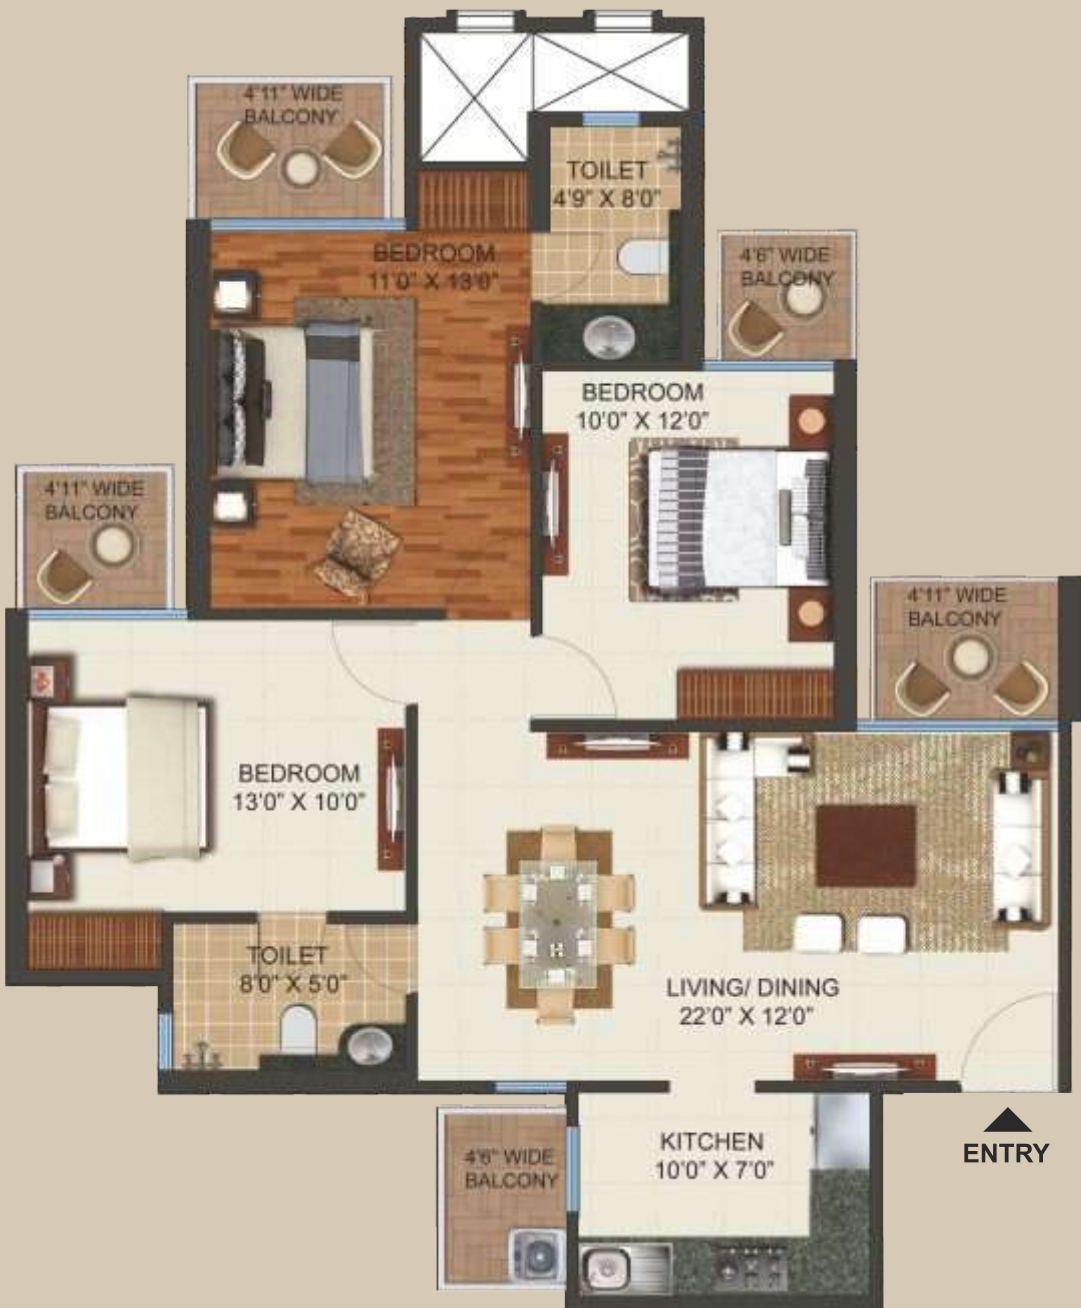 4'11" WIDE
BALCONY
TOILET
4'9" X 8'0"
BEDROOM
11'0" X 13'0"
4'6" WIDE
BALCONY
BEDROOM
10'0" X 12'0"
4'11" WIDE
BALCONY
4'11" WIDE
BALCONY
BEDROOM
13'0" X 10'0"
TOILET
8'0" X 5'0"
LIVING/ DINING
22'0" X 12'0"
KITCHEN
10'0" X 7'0"
ENTRY
4'6" WIDE
BALCONY